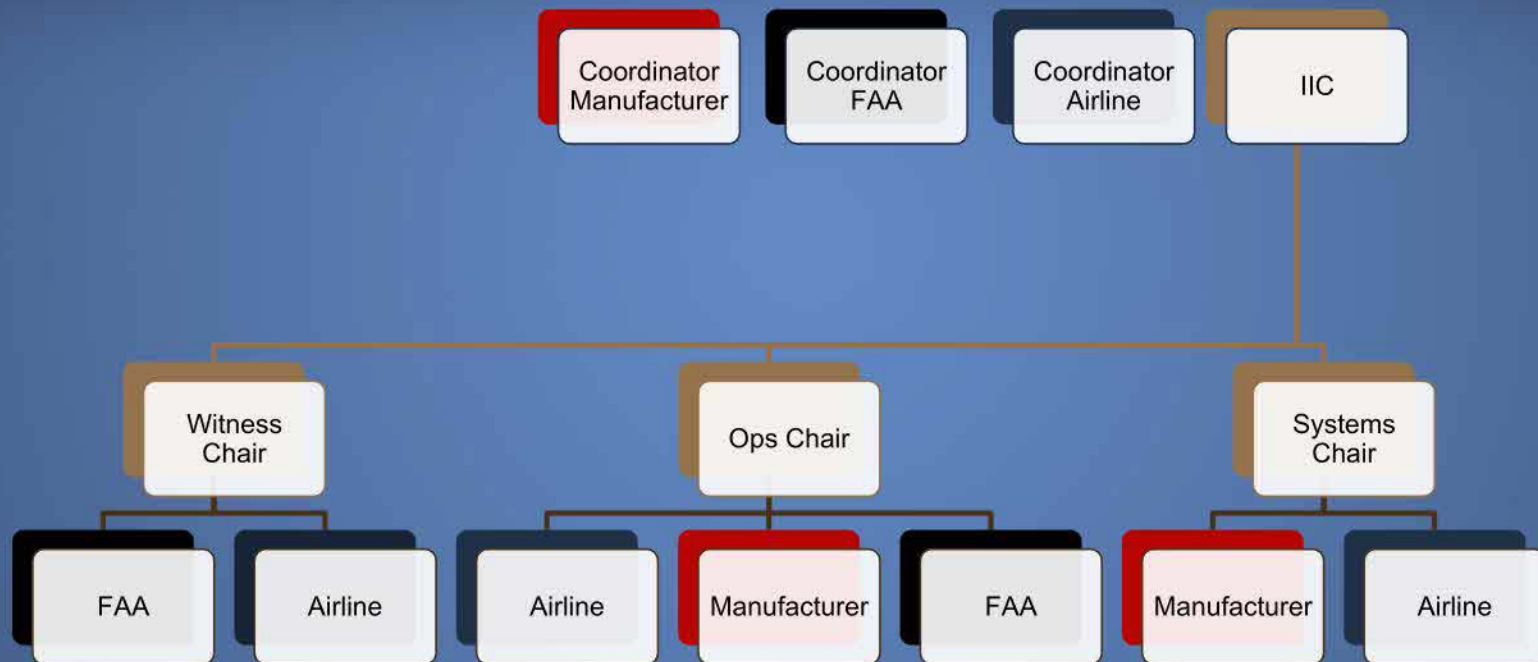 Coordinator
Manufacturer
Coordinator
FAA
Coordinator
Airline
IIC
Witness
Chair
Ops Chair
Systems
Chair
FAA
Airline
Airline
Manufacturer
FAA
Manufacturer
Airline